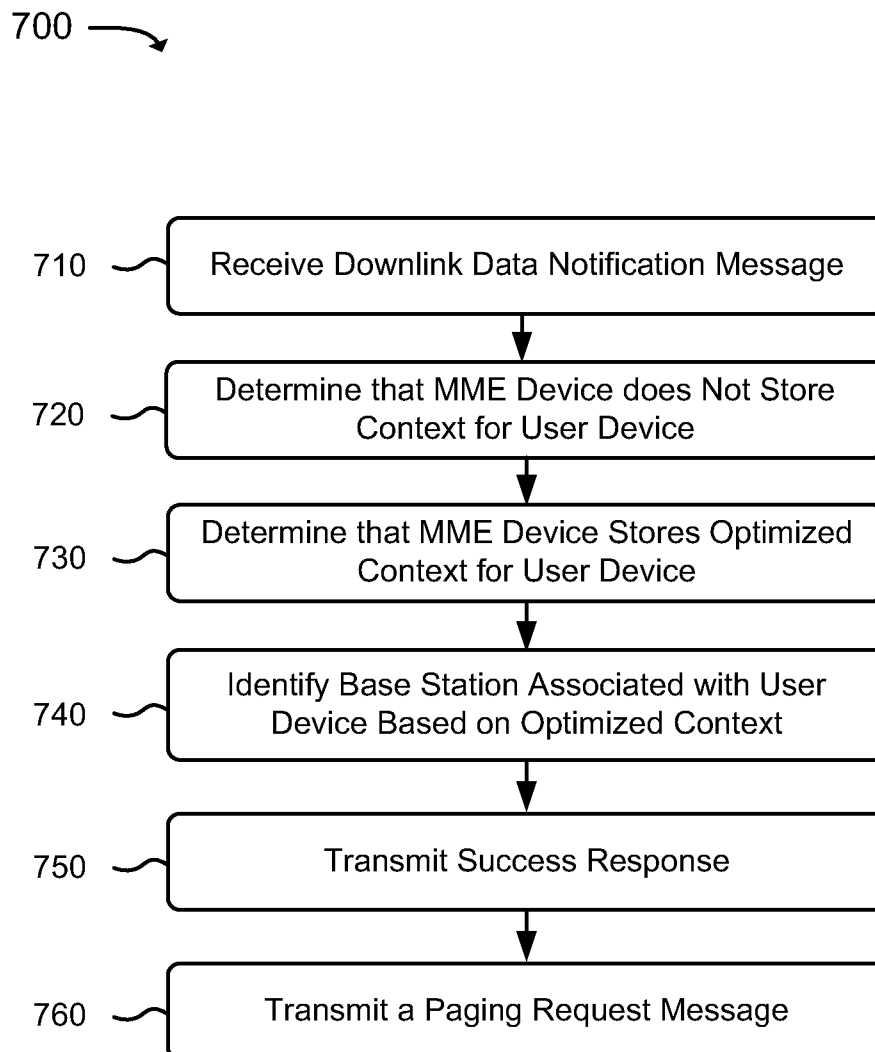 700
710
Receive Downlink Data Notification Message
720
Determine that MME Device does Not Store
Context for User Device
730
Determine that MME Device Stores Optimized
Context for User Device
740
Identify Base Station Associated with User
Device Based on Optimized Context
750
Transmit Success Response
760
Transmit a Paging Request Message